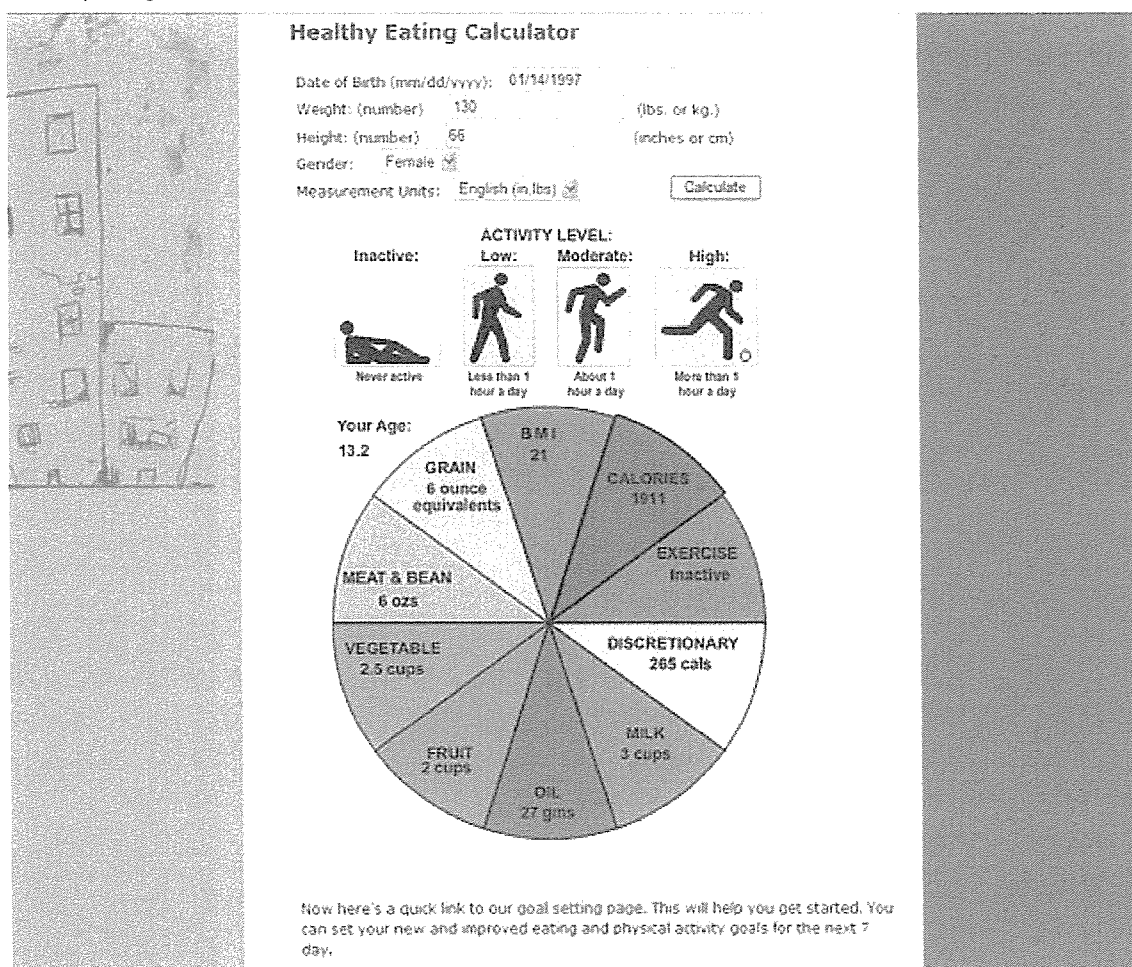 Healthy Eating Calculator
Date of Birth (mm/dd/yyyy): 01/14/1997
Weight: (number) 130 (lbs. or kg.)
Height: (number) 66 (inches or cm)
Gender: Female
Measurement Units: English (in,lbs) Calculate
ACTIVITY LEVEL:
Inactive: Low: Moderate: High:
Never active Less than 1 hour a day About 1 hour a day More than 1 hour a day
Your Age:
13.2
BMI
21
CALORIES
1911
EXERCISE
Inactive
DISCRETIONARY
265 cals
MILK
3 cups
OIL
27 gms
FRUIT
2 cups
VEGETABLE
2.5 cups
MEAT & BEAN
6 ozs
GRAIN
6 ounce
equivalents
Now here's a quick link to our goal setting page. This will help you get started. You
can set your new and improved eating and physical activity goals for the next 7
day.